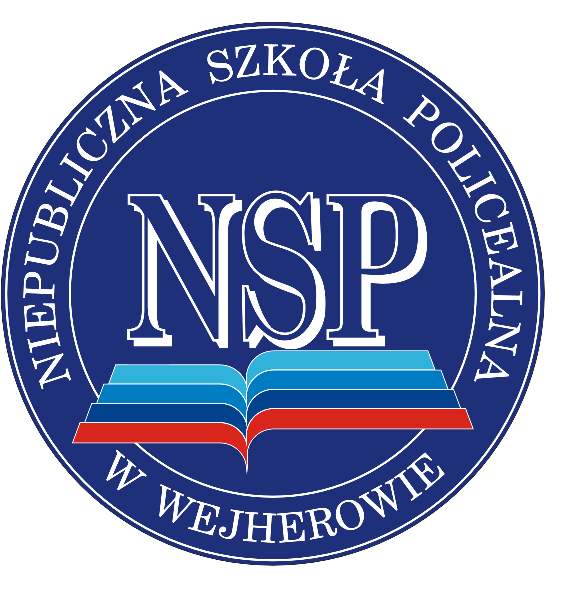 NIEPUBLICZNA SZKOŁA POLICEALNA
NSP
W WEJHEROWIE